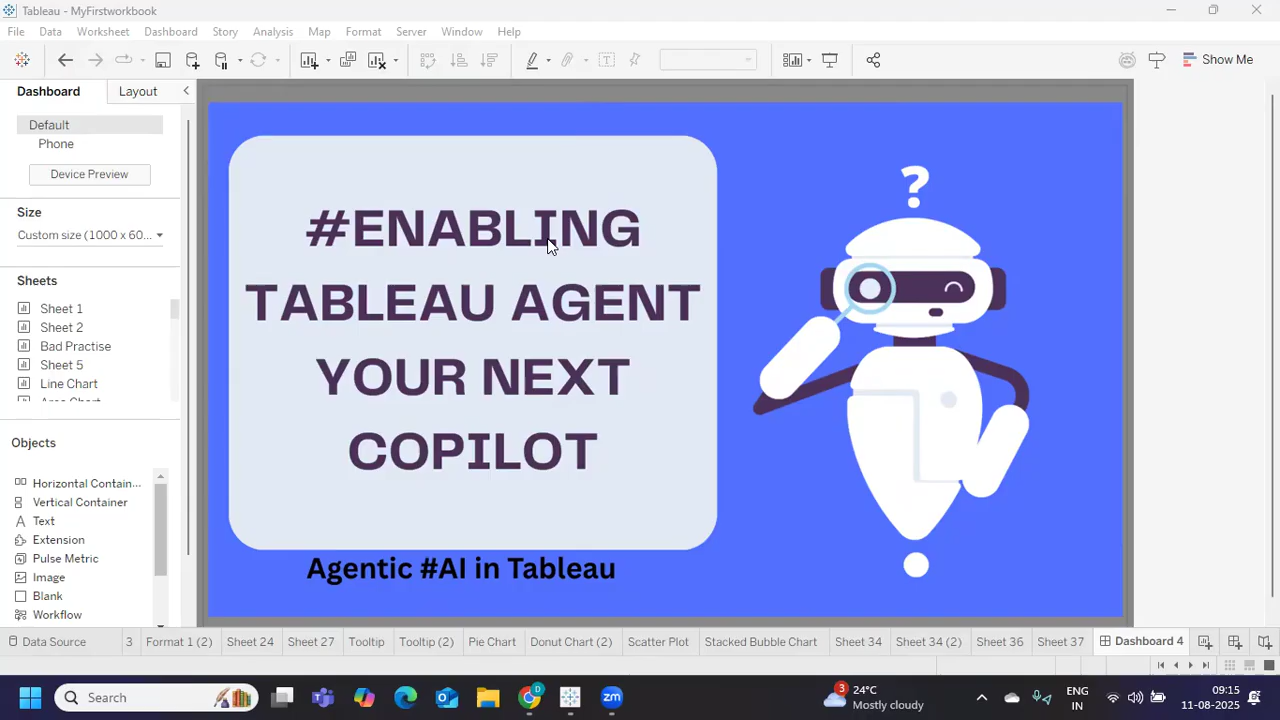 Tableau - MyFirstworkbook
File Data Worksheet Dashboard Story Analysis Map Format Server Window Help
Show Me
Dashboard Layout
Default
Phone
Device Preview
Size
Custom size (1000 x 60...
Sheets
Sheet 1
Sheet 2
Bad Practise
Sheet 5
Line Chart
Area Chart
Objects
Horizontal Contain...
Vertical Container
Text
Extension
Pulse Metric
Image
Blank
Workflow
#ENABLING
TABLEAU AGENT
YOUR NEXT
COPILOT
Agentic #AI in Tableau
?
Data Source 3 Format 1 (2) Sheet 24 Sheet 27 Tooltip Tooltip (2) Pie Chart Donut Chart (2) Scatter Plot Stacked Bubble Chart Sheet 34 Sheet 34 (2) Sheet 36 Sheet 37 Dashboard 4
Search
zm
3
24°C
Mostly cloudy
ENG
IN
09:15
11-08-2025